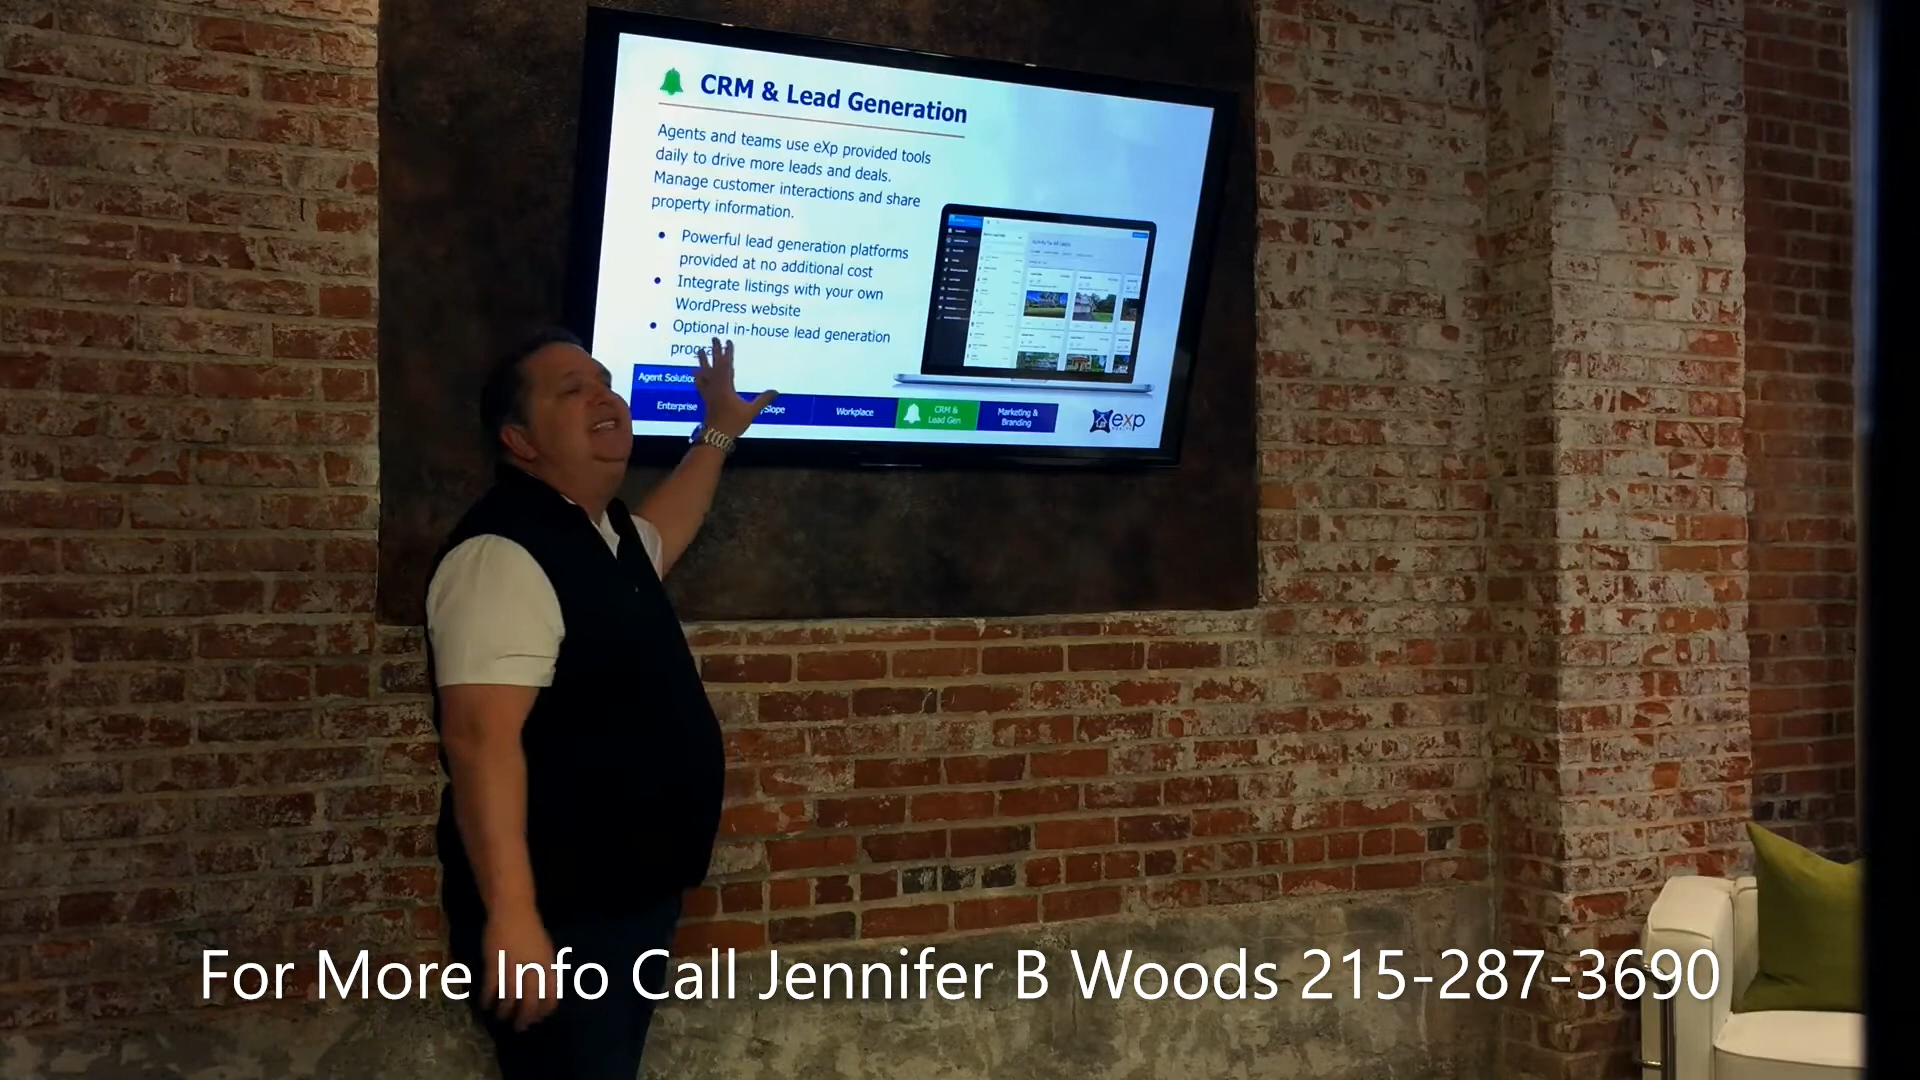 CRM & Lead Generation
Agents and teams use eXp provided tools
daily to drive more leads and deals.
Manage customer interactions and share
property information.
• Powerful lead generation platforms
provided at no additional cost
• Integrate listings with your own
WordPress website
• Optional in-house lead generation
Agent
Enterprise
Workplace
CRM &
Lead Gen
Marketing &
Branding
exp
REALTY
For More Info Call Jennifer B Woods 215-287-3690